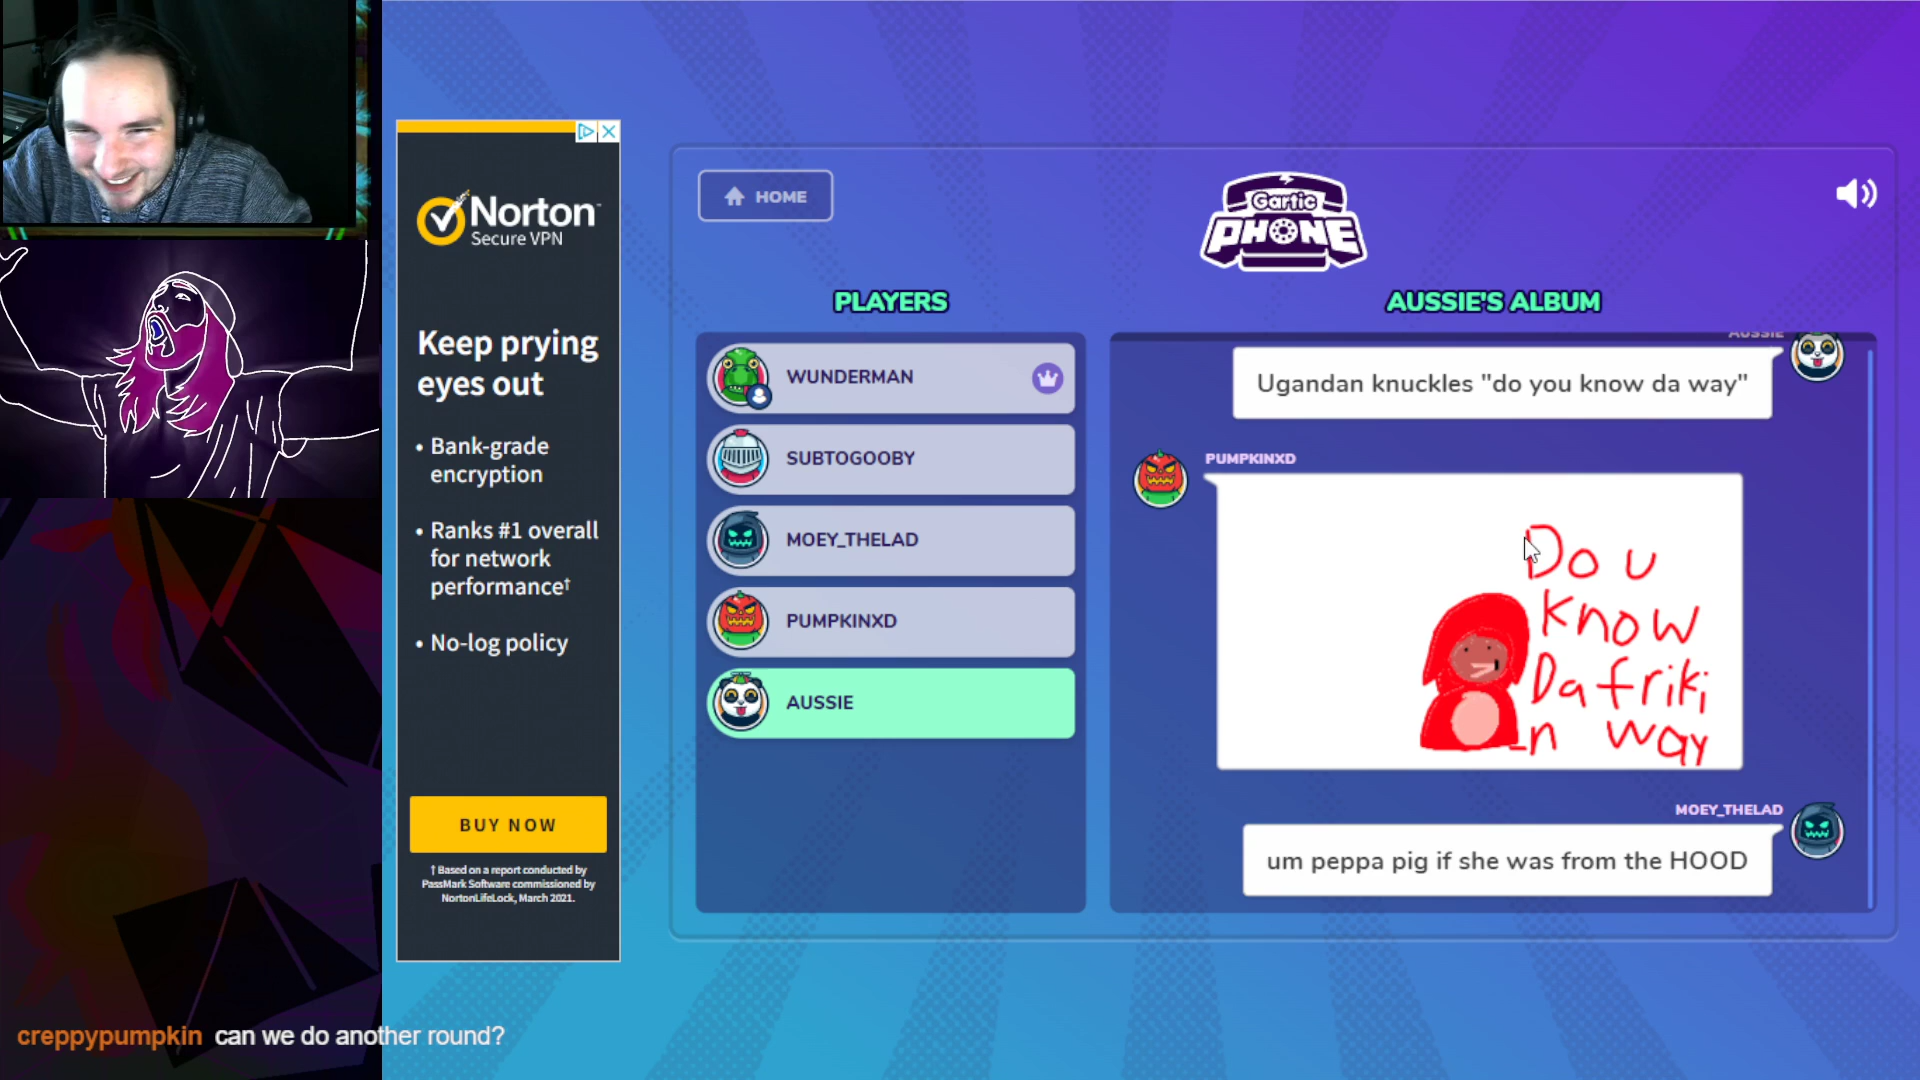 Norton
Secure VPN
Keep prying
eyes out
• Bank-grade
encryption
• Ranks #1 overall
for network
performance†
• No-log policy
BUY NOW
† Based on a report conducted by
PassMark Software commissioned by
NortonLifeLock, March 2021.
HOME
Gartic
PHONE
PLAYERS
WUNDERMAN
SUBTOGOOBY
MOEY_THELAD
PUMPKINXD
AUSSIE
AUSSIE'S ALBUM
AUSSIE
Ugandan knuckles "do you know da way"
PUMPKINXD
Do u
know
Da friki
_n way
MOEY_THELAD
um peppa pig if she was from the HOOD
creppypumpkin can we do another round?